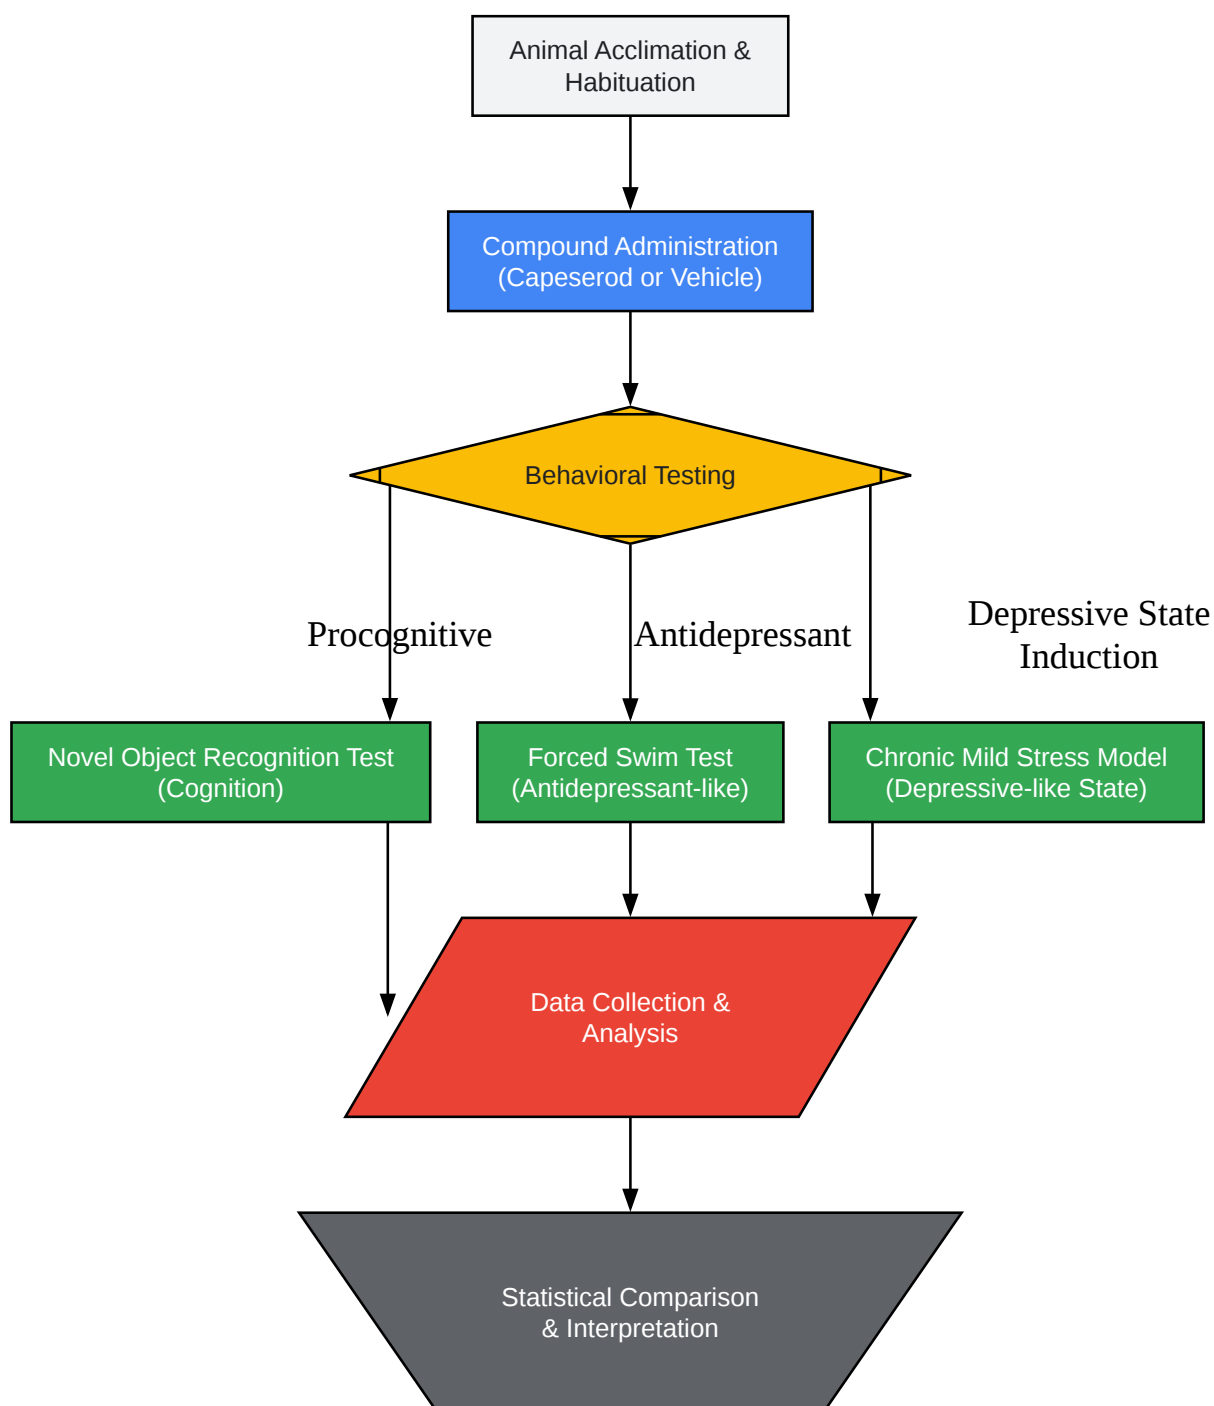 Animal Acclimation &
Habituation
Compound Administration
(Capeserod or Vehicle)
Behavioral Testing
Procognitive
Antidepressant
Depressive State
Induction
Novel Object Recognition Test
(Cognition)
Forced Swim Test
(Antidepressant-like)
Chronic Mild Stress Model
(Depressive-like State)
Data Collection &
Analysis
Statistical Comparison
& Interpretation